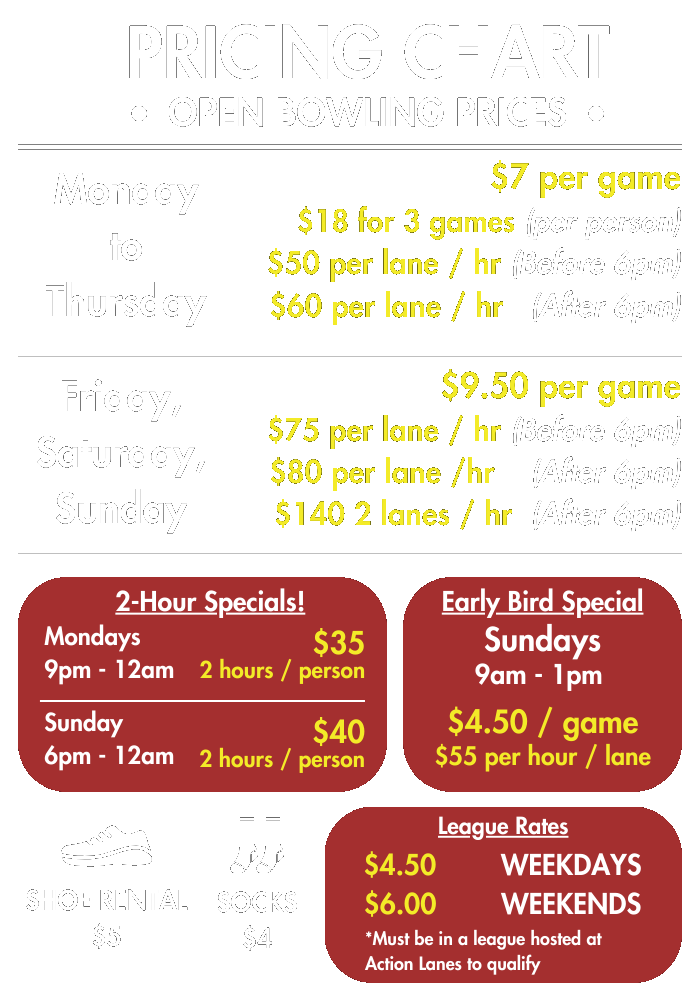 PRICING CHART
• OPEN BOWLING PRICES •
Monday
to
Thursday
$7 per game
$18 for 3 games (per person)
$50 per lane / hr (Before 6pm)
$60 per lane / hr (After 6pm)
Friday,
Saturday,
Sunday
$9.50 per game
$75 per lane / hr (Before 6pm)
$80 per lane /hr (After 6pm)
$140 2 lanes / hr (After 6pm)
2-Hour Specials!
Mondays
9pm - 12am
$35
2 hours / person
Sunday
6pm - 12am
$40
2 hours / person
Early Bird Special
Sundays
9am - 1pm
$4.50 / game
$55 per hour / lane
SHOE RENTAL
$5
SOCKS
$4
League Rates
$4.50 WEEKDAYS
$6.00 WEEKENDS
*Must be in a league hosted at
Action Lanes to qualify